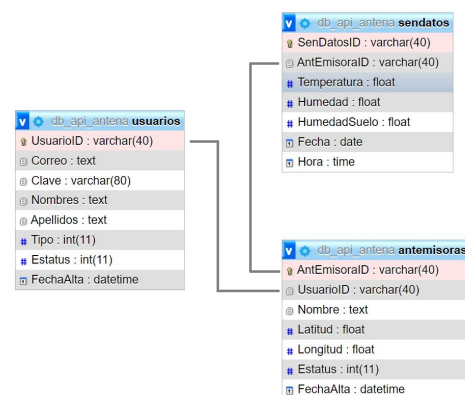 v db_api_antena sendatos
SenDatosID : varchar(40)
AntEmisoraID : varchar(40)
# Temperatura : float
# Humedad : float
# HumedadSuelo : float
Fecha : date
Hora : time
v db_api_antena usuarios
UsuarioID : varchar(40)
Correo : text
Clave : varchar(80)
Nombres : text
Apellidos : text
# Tipo : int(11)
# Estatus : int(11)
FechaAlta : datetime
v db_api_antena antemisoras
AntEmisoraID : varchar(40)
UsuarioID : varchar(40)
Nombre : text
# Latitud : float
# Longitud : float
# Estatus : int(11)
FechaAlta : datetime